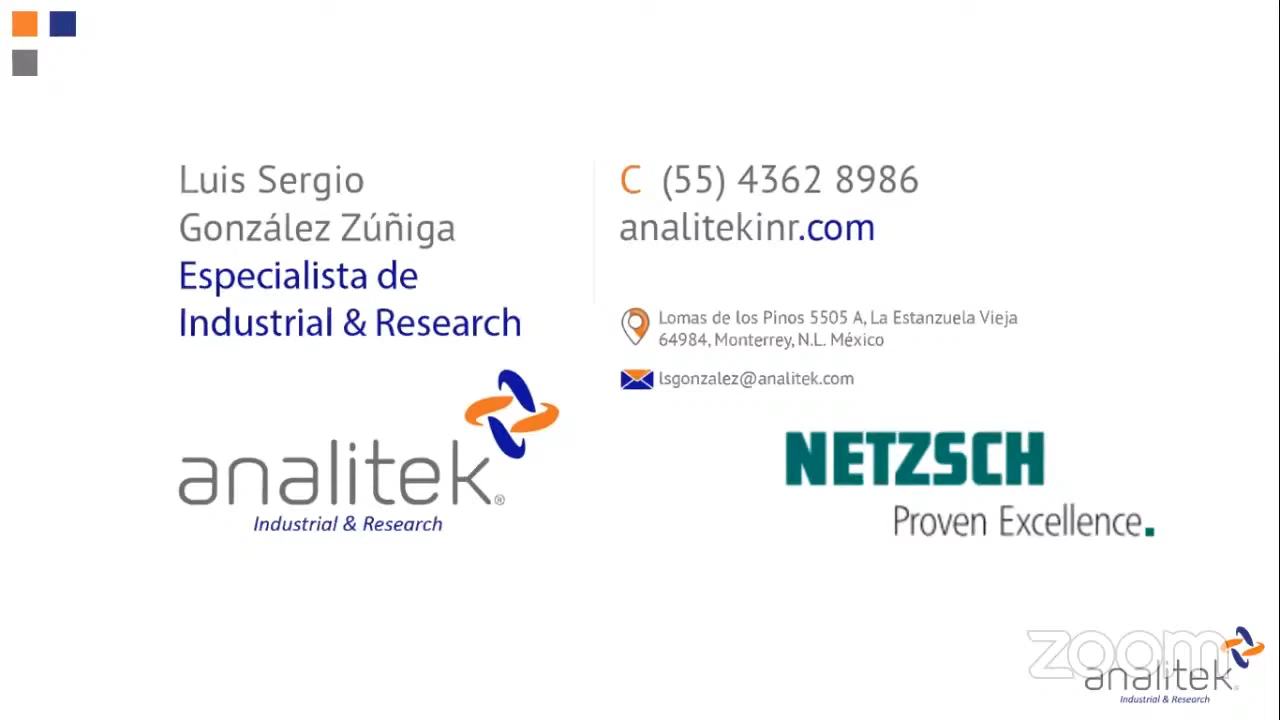 Luis Sergio
González Zúñiga
Especialista de
Industrial & Research
C (55) 4362 8986
analitekinr.com
Lomas de los Pinos 5505 A, La Estanzuela Vieja
64984, Monterrey, N.L. México
lsgonzalez@analitek.com
analitek®
Industrial & Research
NETZSCH
Proven Excellence.
zoom
analitek®
Industrial & Research